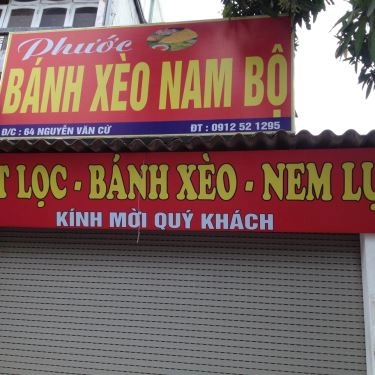 Phước
BÁNH XÈO NAM BỘ
Đ/C : 64 NGUYỄN VĂN CỪ ĐT : 0912 52 1295
T LỌC - BÁNH XÈO - NEM LỤ
KÍNH MỜI QUÝ KHÁCH